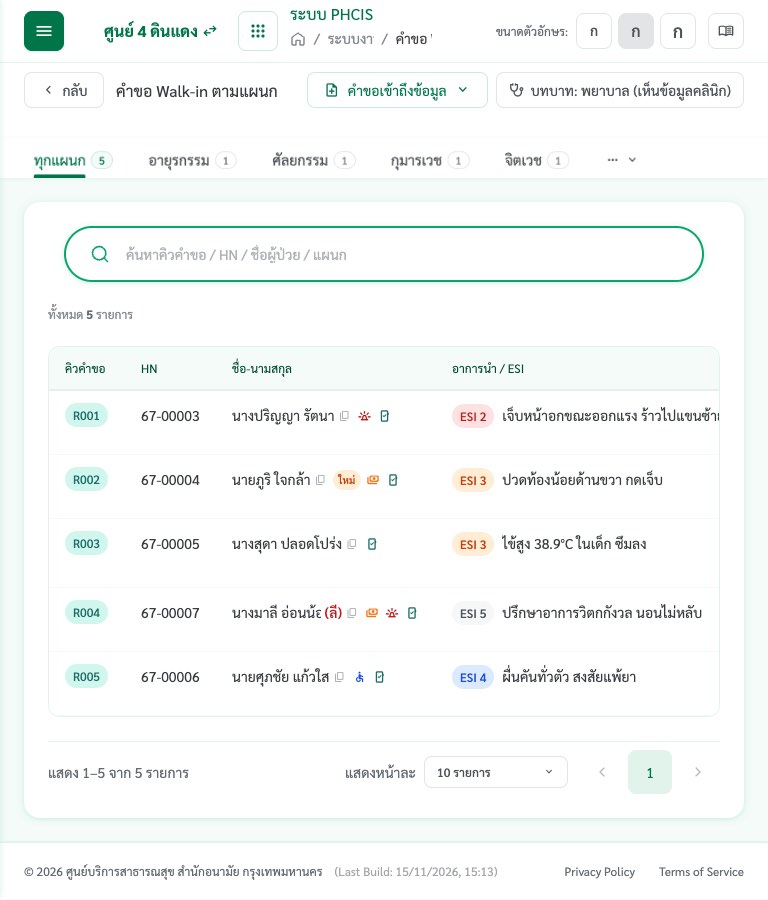 ศูนย์ 4 ดินแดง
ระบบ PHCIS
/ ระบบงา / คำขอ
ขนาดตัวอักษร: ก ก ก
กลับ
คำขอ Walk-in ตามแผนก
คำขอเข้าถึงข้อมูล
บทบาท: พยาบาล (เห็นข้อมูลคลินิก)
ทุกแผนก 5 อายุรกรรม 1 ศัลยกรรม 1 กุมารเวช 1 จิตเวช 1 ...
ค้นหาคิวคำขอ / HN / ชื่อผู้ป่วย / แผนก
ทั้งหมด 5 รายการ
คิวคำขอ HN ชื่อ-นามสกุล อาการนำ / ESI
R001 67-00003 นางปริญญา รัตนา ESI 2 เจ็บหน้าอกขณะออกแรง ร้าวไปแขนซ้าย
R002 67-00004 นายภูริ ใจกล้า ใหม่ ESI 3 ปวดท้องน้อยด้านขวา กดเจ็บ
R003 67-00005 นางสุดา ปลอดโปร่ง ESI 3 ไข้สูง 38.9°C ในเด็ก ซึมลง
R004 67-00007 นางมาลี อ่อนน้อ (ลี) ESI 5 ปรึกษาอาการวิตกกังวล นอนไม่หลับ
R005 67-00006 นายศุภชัย แก้วใส ESI 4 ผื่นคันทั่วตัว สงสัยแพ้ยา
แสดง 1–5 จาก 5 รายการ
แสดงหน้าละ 10 รายการ 1
© 2026 ศูนย์บริการสาธารณสุข สำนักอนามัย กรุงเทพมหานคร (Last Build: 15/11/2026, 15:13) Privacy Policy Terms of Service